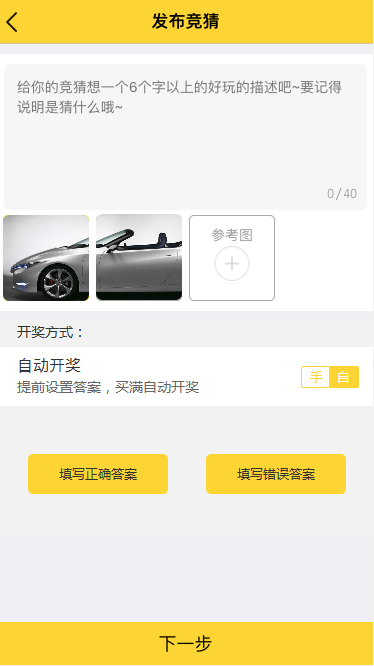 发布竞猜
给你的竞猜想一个6个字以上的好玩的描述吧~要记得
说明是猜什么哦~
0/40
参考图
开奖方式：
自动开奖
提前设置答案，买满自动开奖
手 自
填写正确答案 填写错误答案
下一步